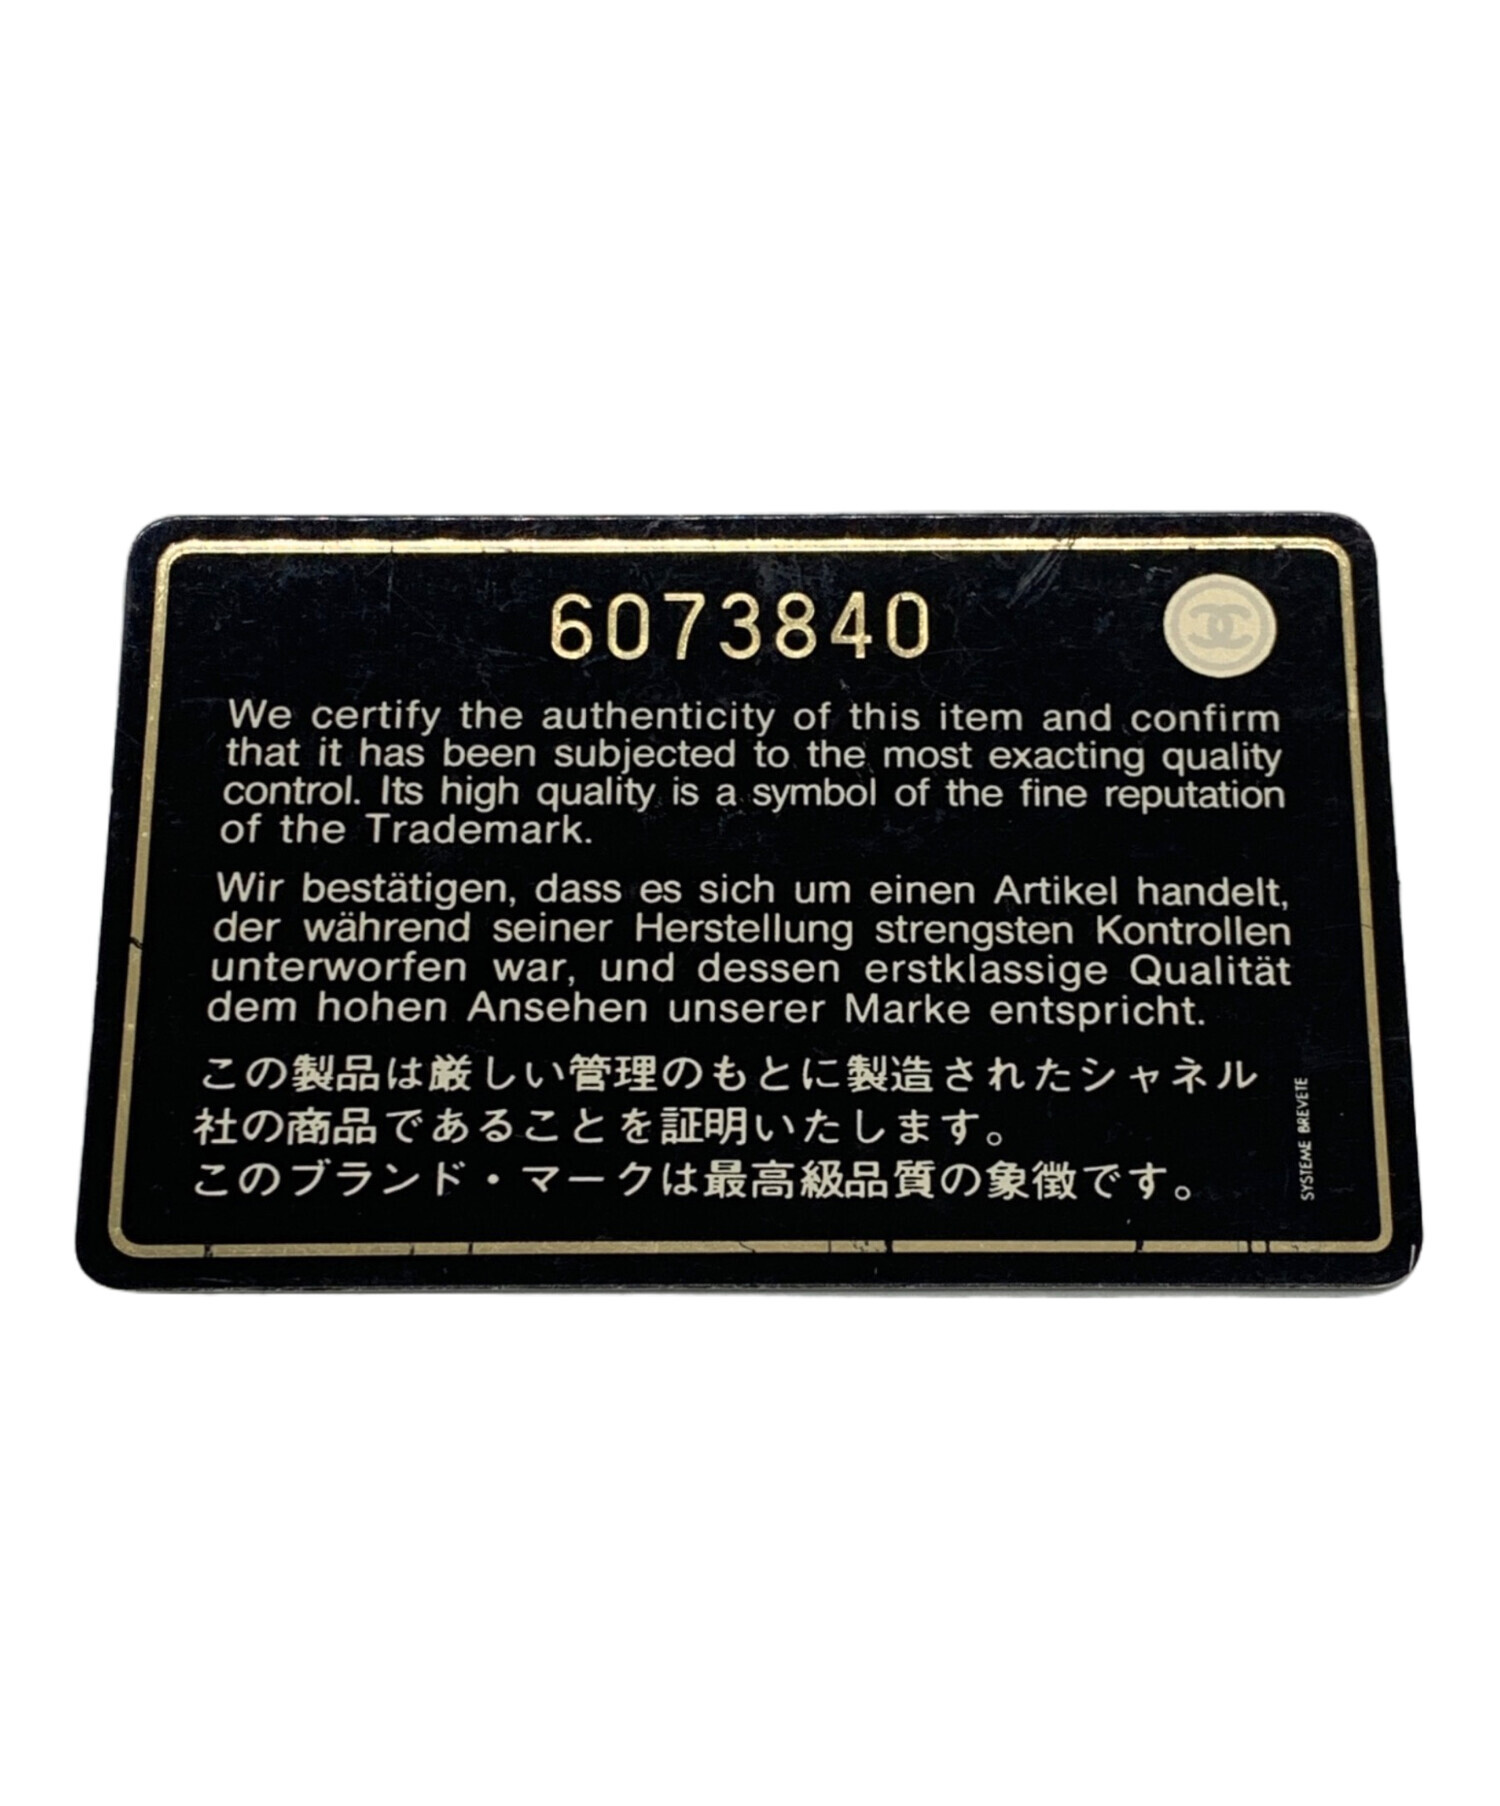 6073840
We certify the authenticity of this item and confirm
that it has been subjected to the most exacting quality
control. Its high quality is a symbol of the fine reputation
of the Trademark.
Wir bestätigen, dass es sich um einen Artikel handelt,
der während seiner Herstellung strengsten Kontrollen
unterworfen war, und dessen erstklassige Qualität
dem hohen Ansehen unserer Marke entspricht.
この製品は厳しい管理のもとに製造されたシャネル
社の商品であることを証明いたします。
このブランド・マークは最高級品質の象徴です。
SYSTEME BREVETE